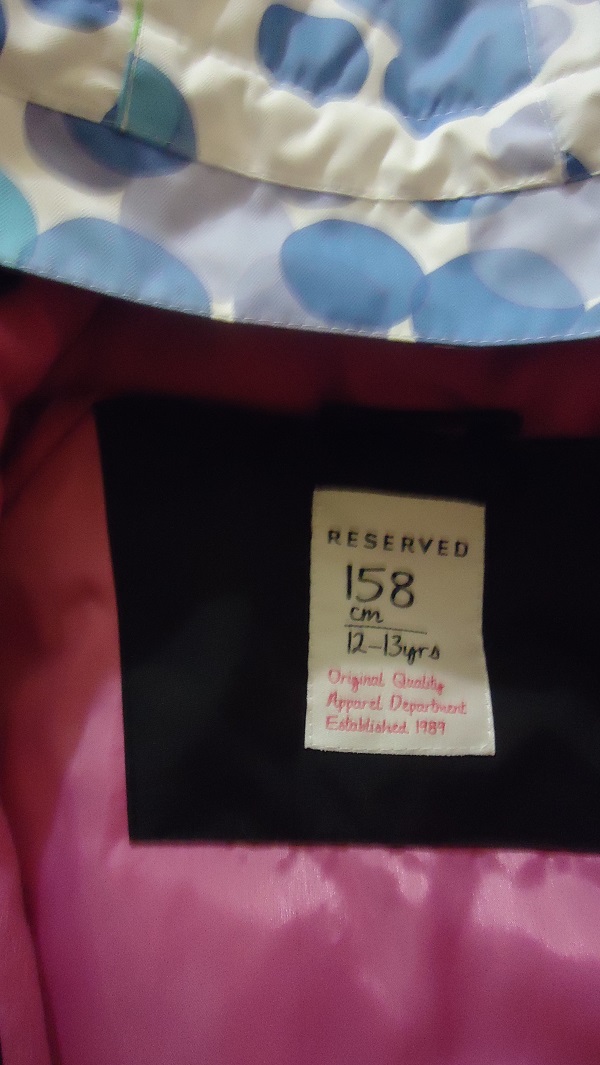 RESERVED
158
cm
12-13yrs
Original Quality
Apparel Department
Established 1989